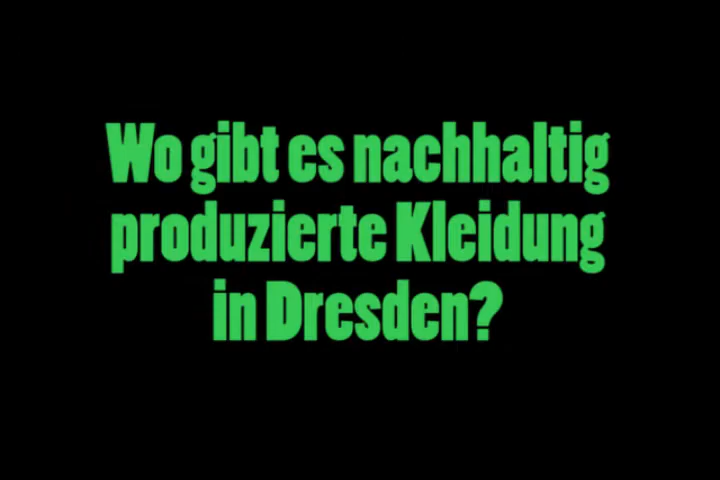 Wo gibt es nachhaltig
produzierte Kleidung
in Dresden?